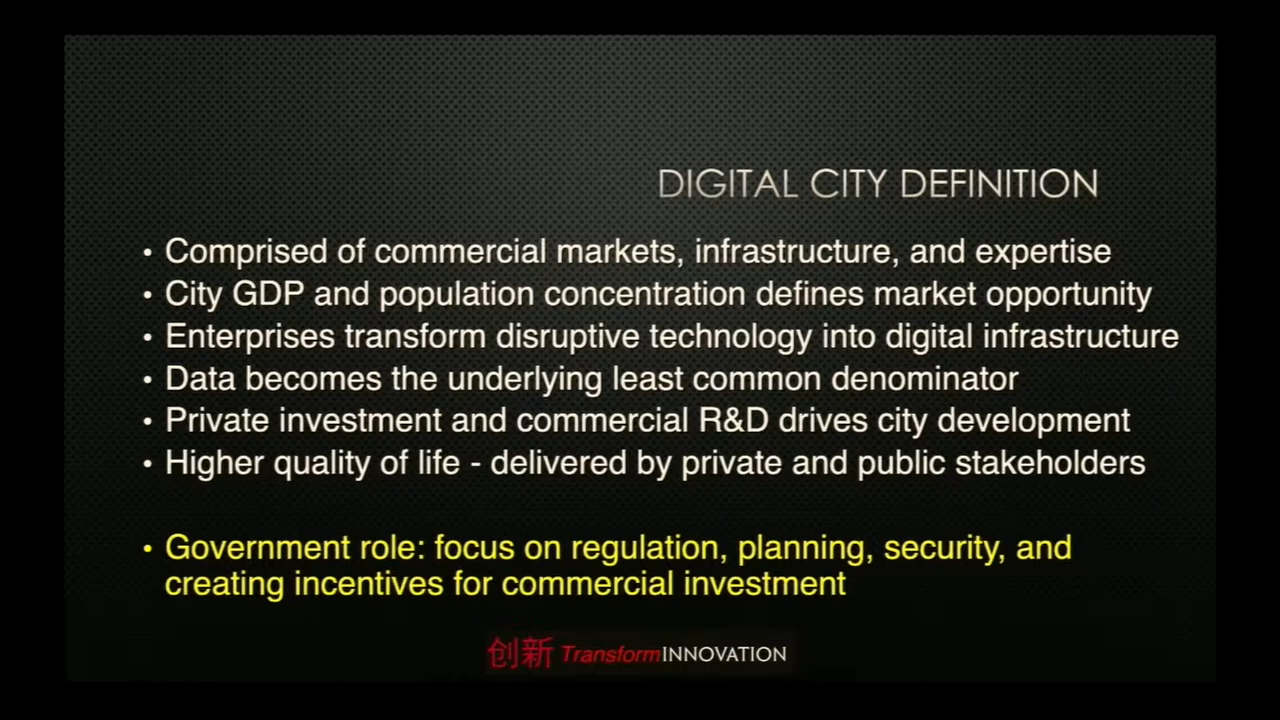 DIGITAL CITY DEFINITION
• Comprised of commercial markets, infrastructure, and expertise
• City GDP and population concentration defines market opportunity
• Enterprises transform disruptive technology into digital infrastructure
• Data becomes the underlying least common denominator
• Private investment and commercial R&D drives city development
• Higher quality of life - delivered by private and public stakeholders
• Government role: focus on regulation, planning, security, and
creating incentives for commercial investment
创新 TransformINNOVATION